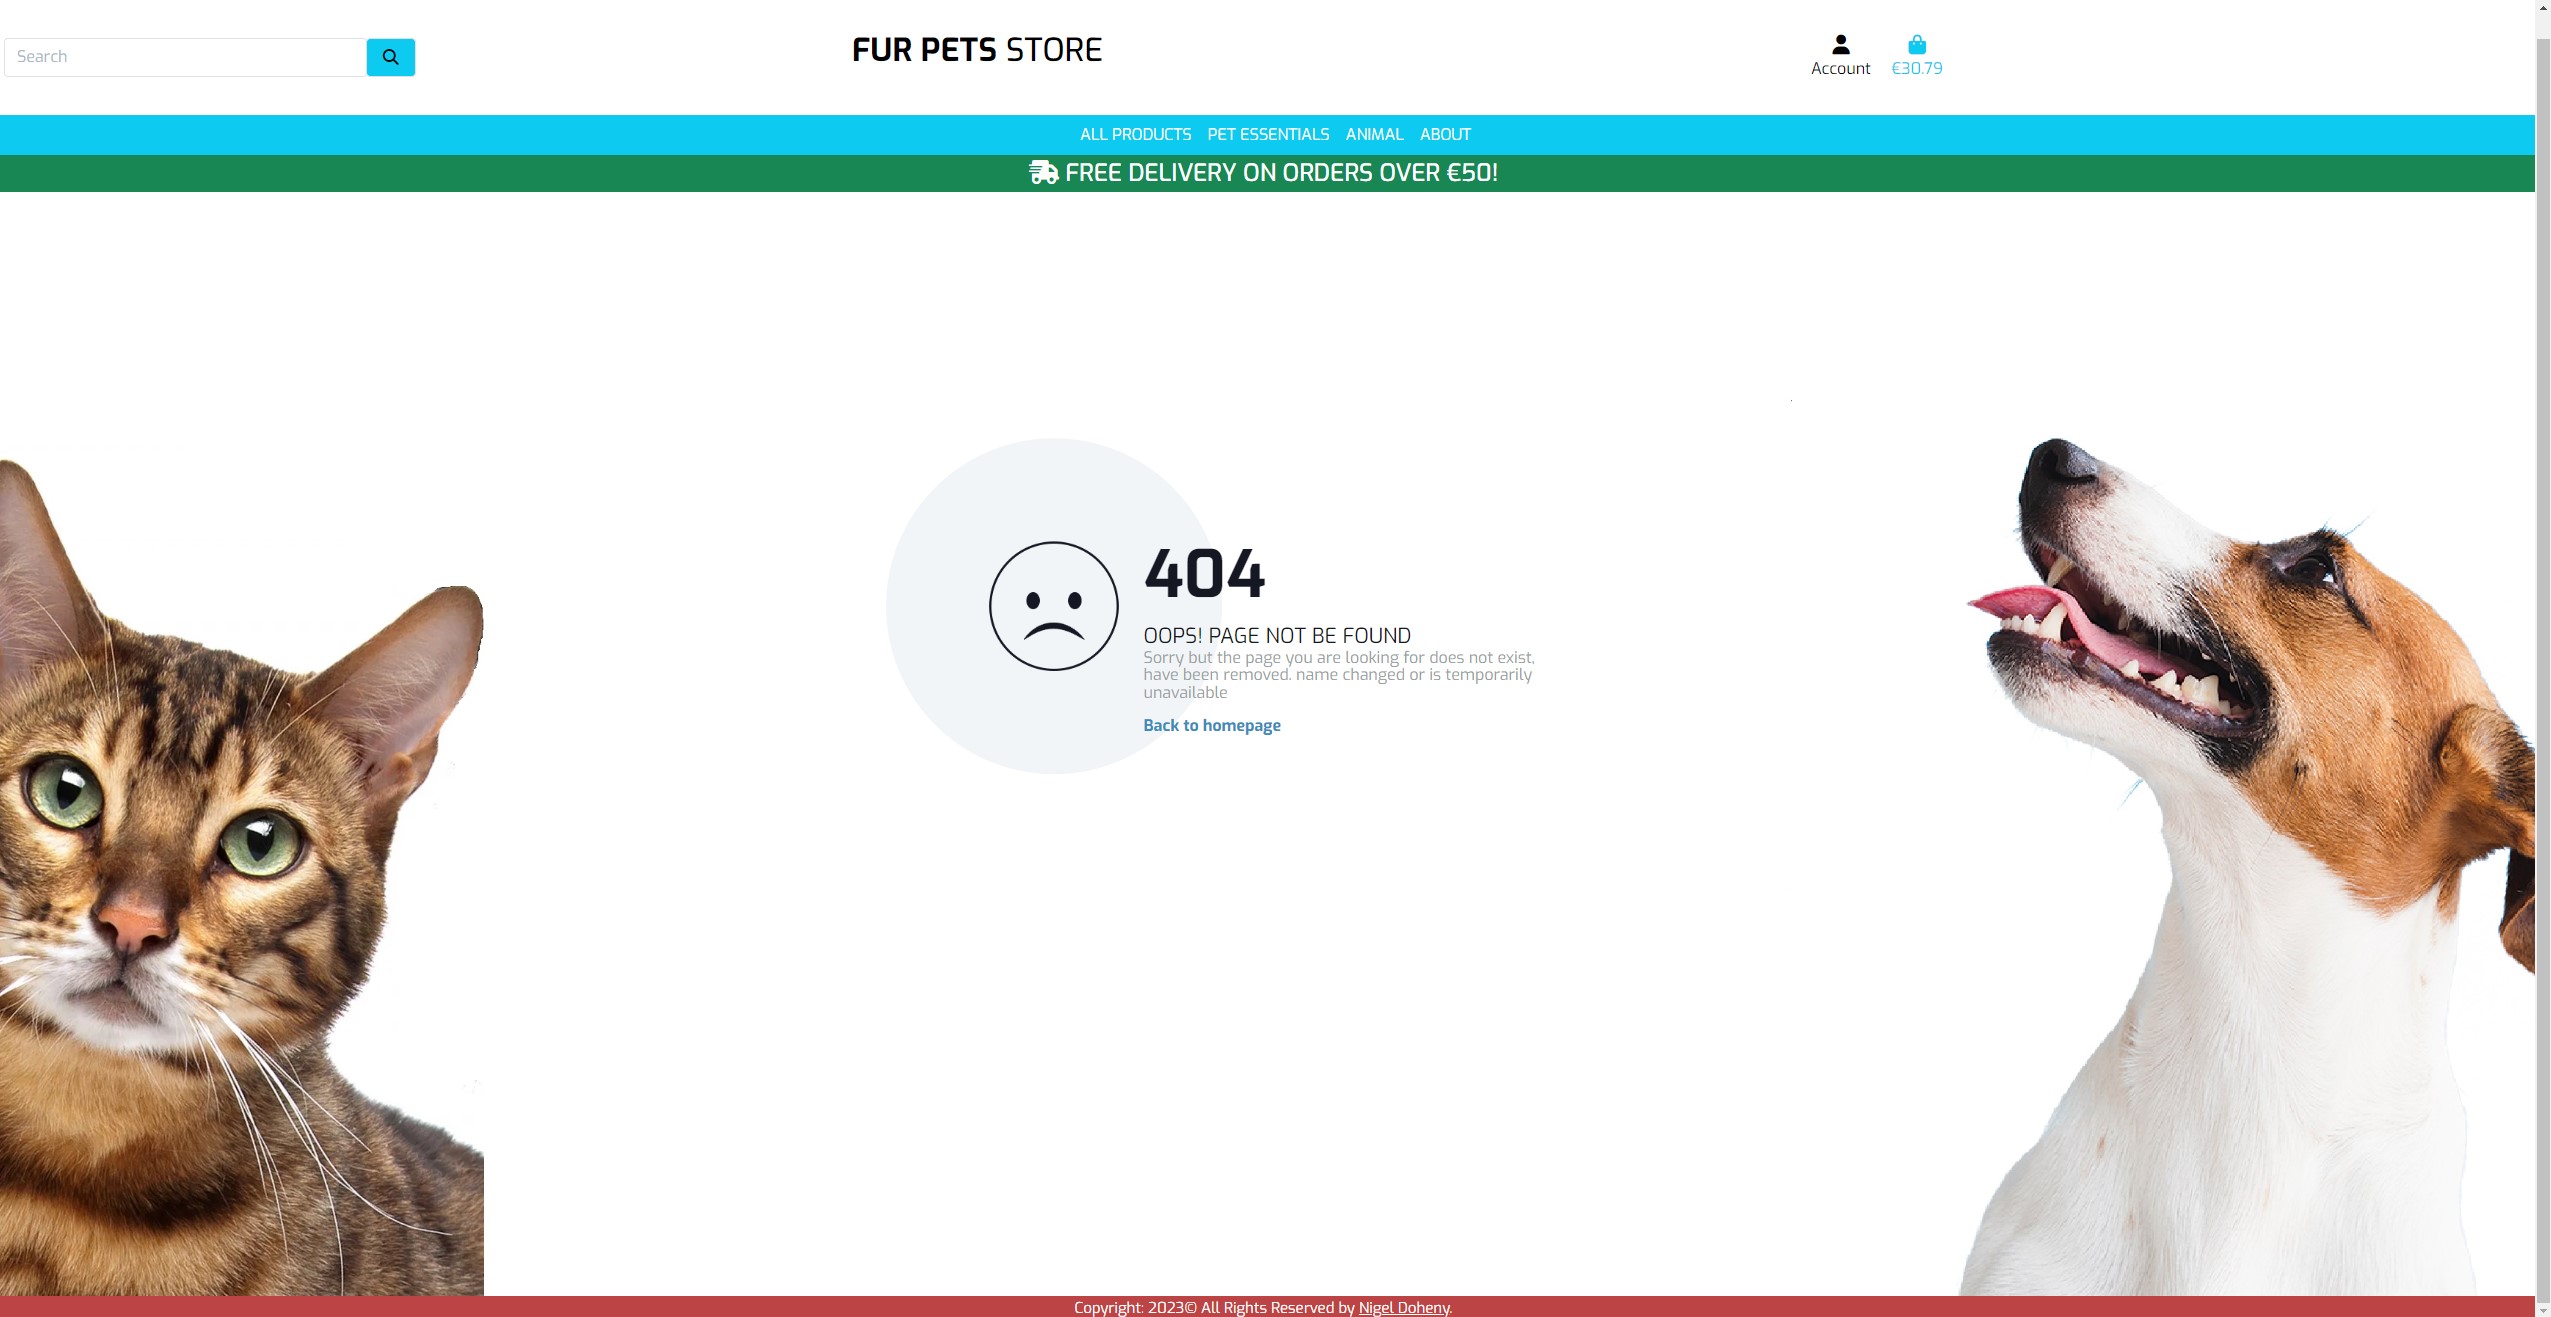 Search
FUR PETS STORE
Account
€30.79
ALL PRODUCTS PET ESSENTIALS ANIMAL ABOUT
FREE DELIVERY ON ORDERS OVER €50!
404
OOPS! PAGE NOT BE FOUND
Sorry but the page you are looking for does not exist,
have been removed. name changed or is temporarily
unavailable
Back to homepage
Copyright: 2023© All Rights Reserved by Nigel Doheny.